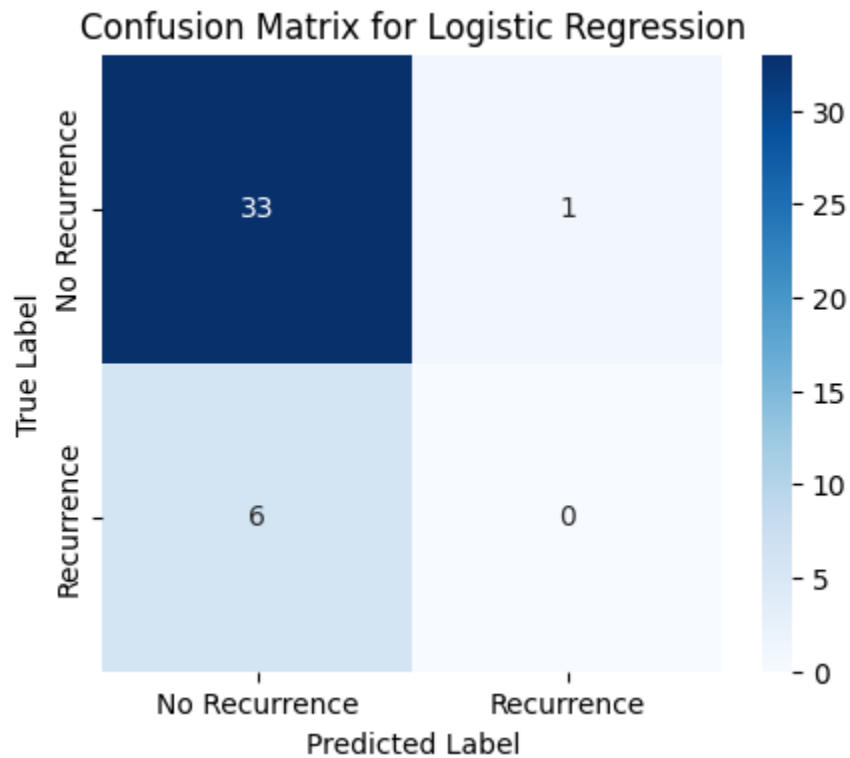 Confusion Matrix for Logistic Regression
True Label
No Recurrence
Recurrence
33
1
6
0
No Recurrence
Recurrence
Predicted Label
30
25
20
15
10
5
0